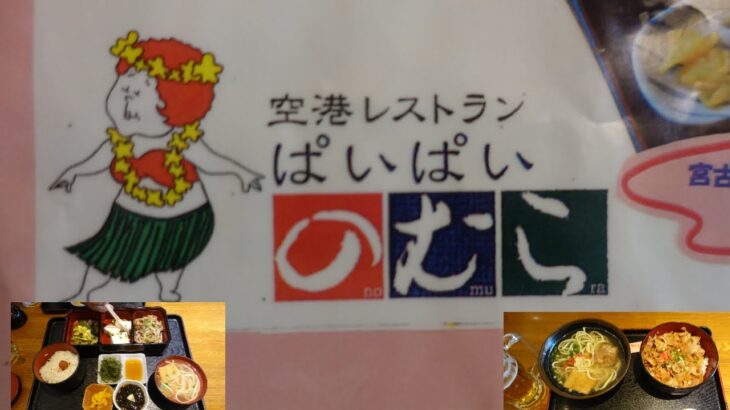 空港レストラン
ぱいぱい
のむら
no mu ra
宮古